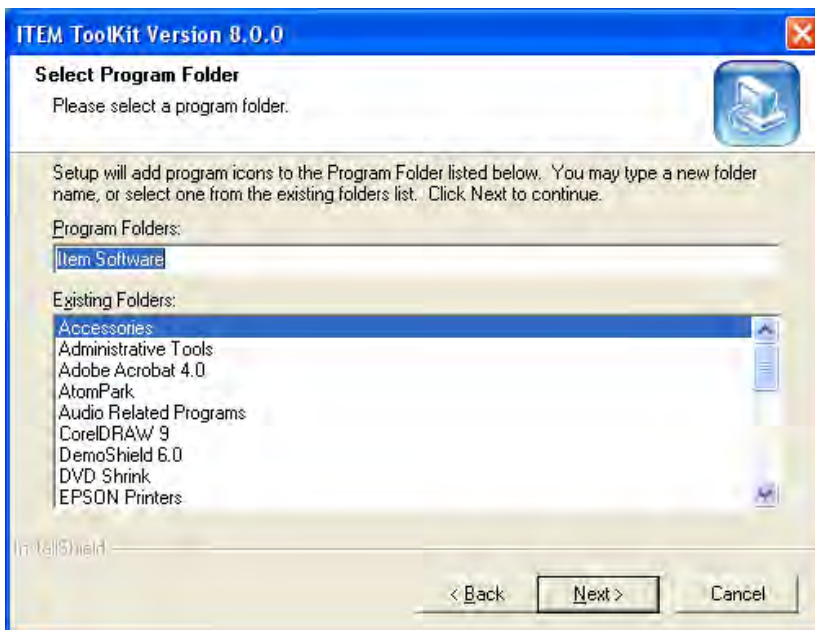 ITEM ToolKit Version 8.0.0
Select Program Folder
Please select a program folder.
Setup will add program icons to the Program Folder listed below. You may type a new folder
name, or select one from the existing folders list. Click Next to continue.
Program Folders:
Item Software
Existing Folders:
Accessories
Administrative Tools
Adobe Acrobat 4.0
AtomPark
Audio Related Programs
CorelDRAW 9
DemoShield 6.0
DVD Shrink
EPSON Printers
InstallShield
< Back
Next >
Cancel